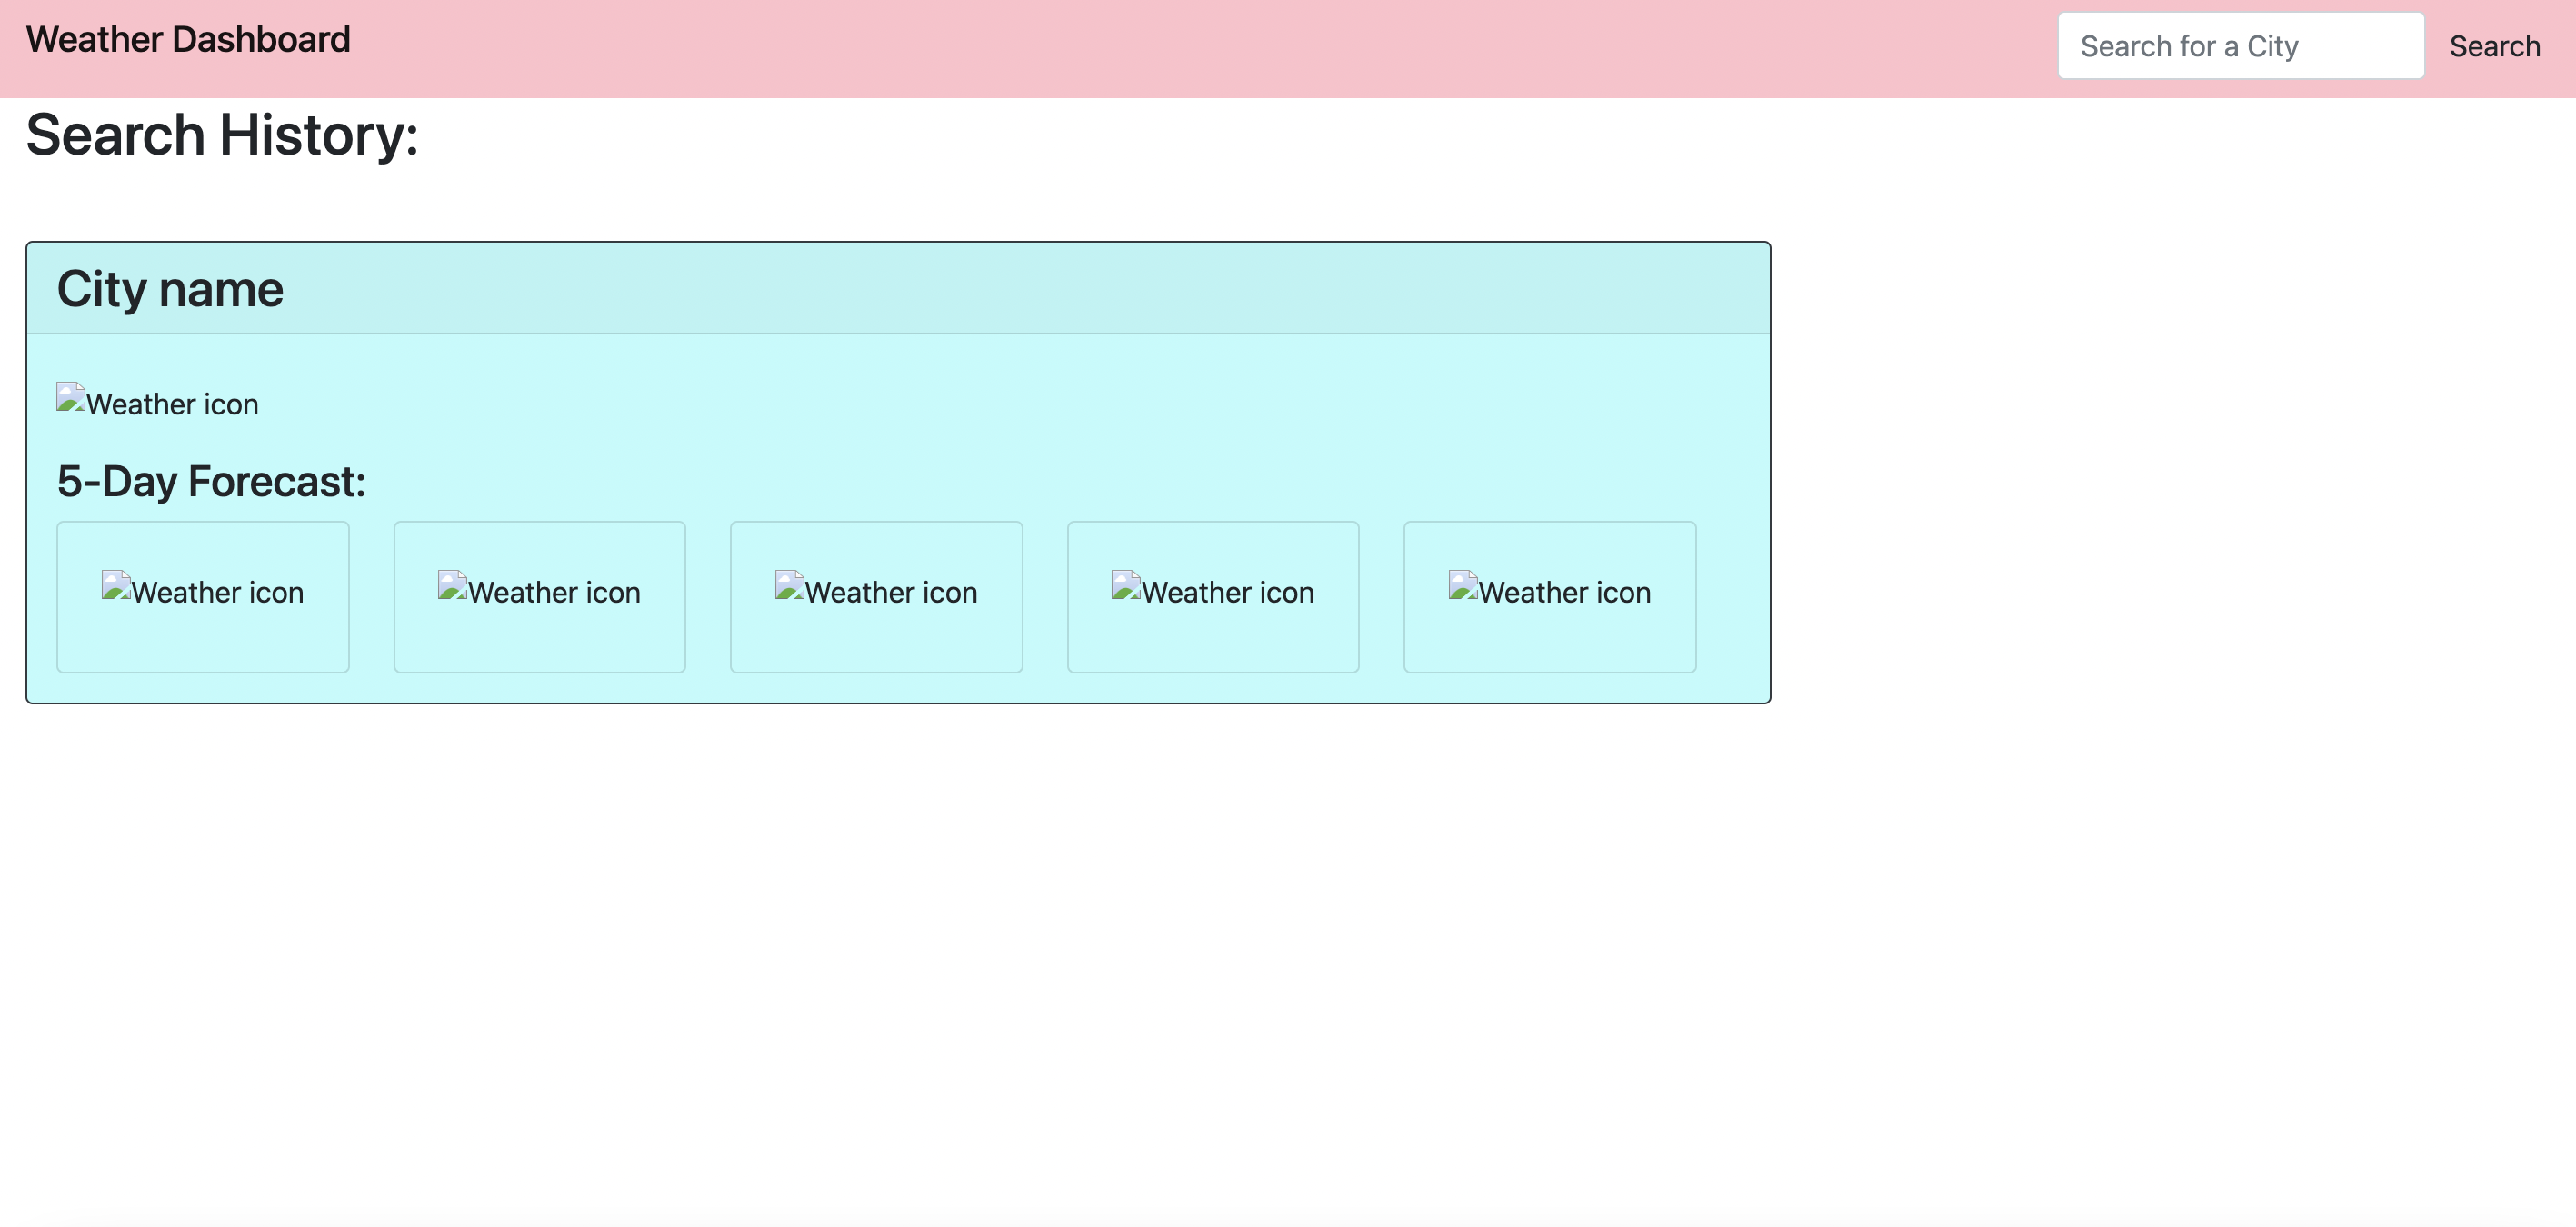 Weather Dashboard
Search for a City
Search
Search History:
City name
Weather icon
5-Day Forecast:
Weather icon
Weather icon
Weather icon
Weather icon
Weather icon